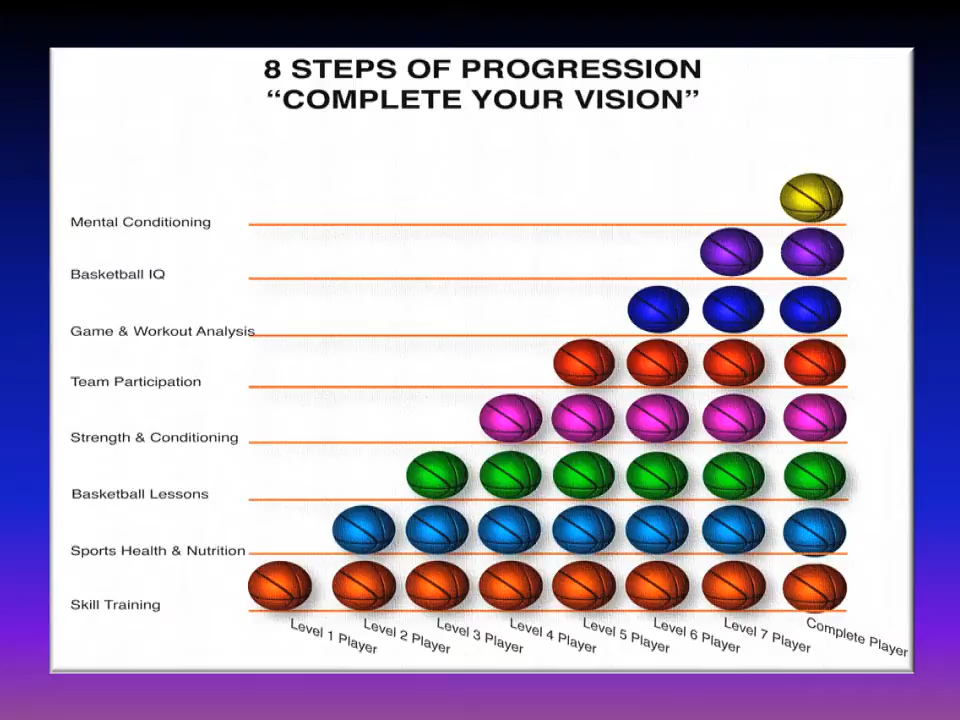 8 STEPS OF PROGRESSION
“COMPLETE YOUR VISION”
Mental Conditioning
Basketball IQ
Game & Workout Analysis
Team Participation
Strength & Conditioning
Basketball Lessons
Sports Health & Nutrition
Skill Training
Level 1 Player
Level 2 Player
Level 3 Player
Level 4 Player
Level 5 Player
Level 6 Player
Level 7 Player
Complete Player